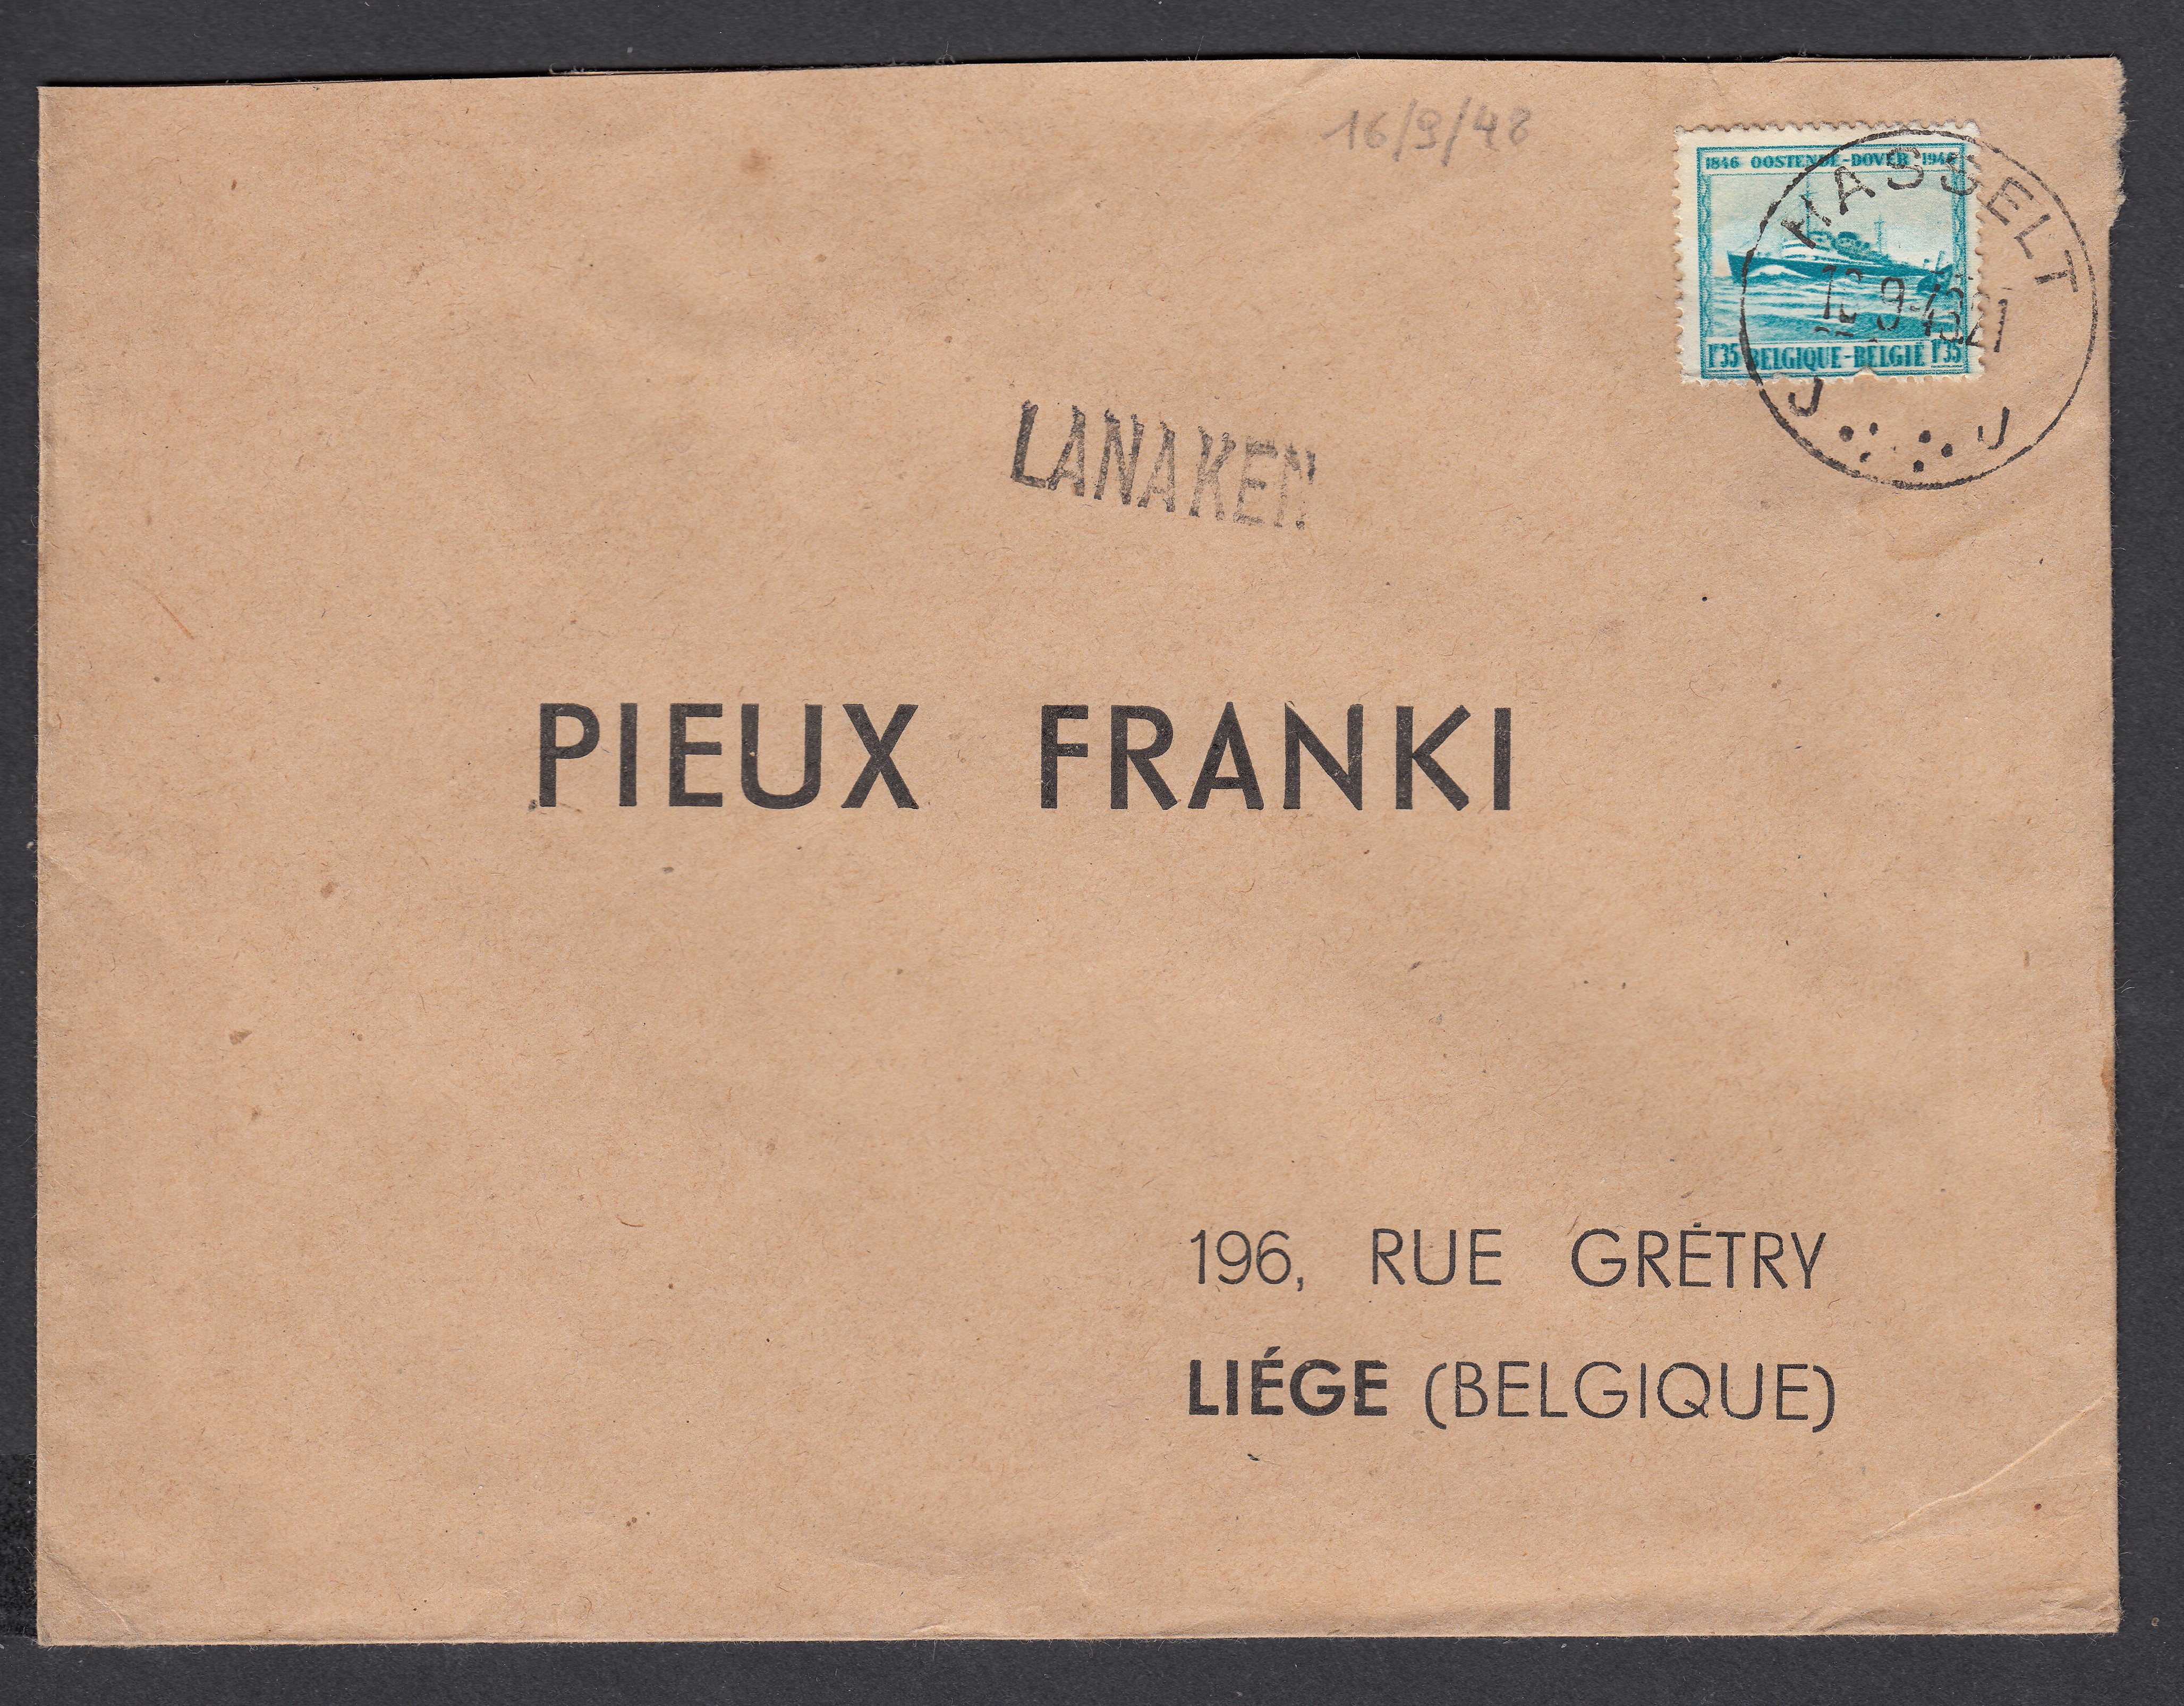 16/9/48
1846 OOSTENDE-DOVER 1946
HASSELT
1F35 BELGIQUE-BELGIË 1F35
J J
LANAKEN
PIEUX FRANKI
196, RUE GRÉTRY
LIÉGE (BELGIQUE)